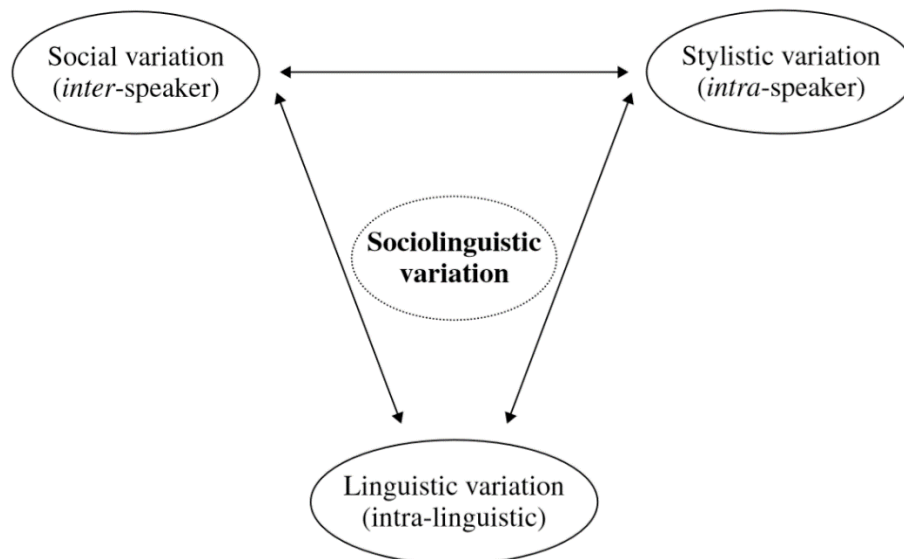 Social variation
(inter-speaker)
Stylistic variation
(intra-speaker)
Sociolinguistic
variation
Linguistic variation
(intra-linguistic)